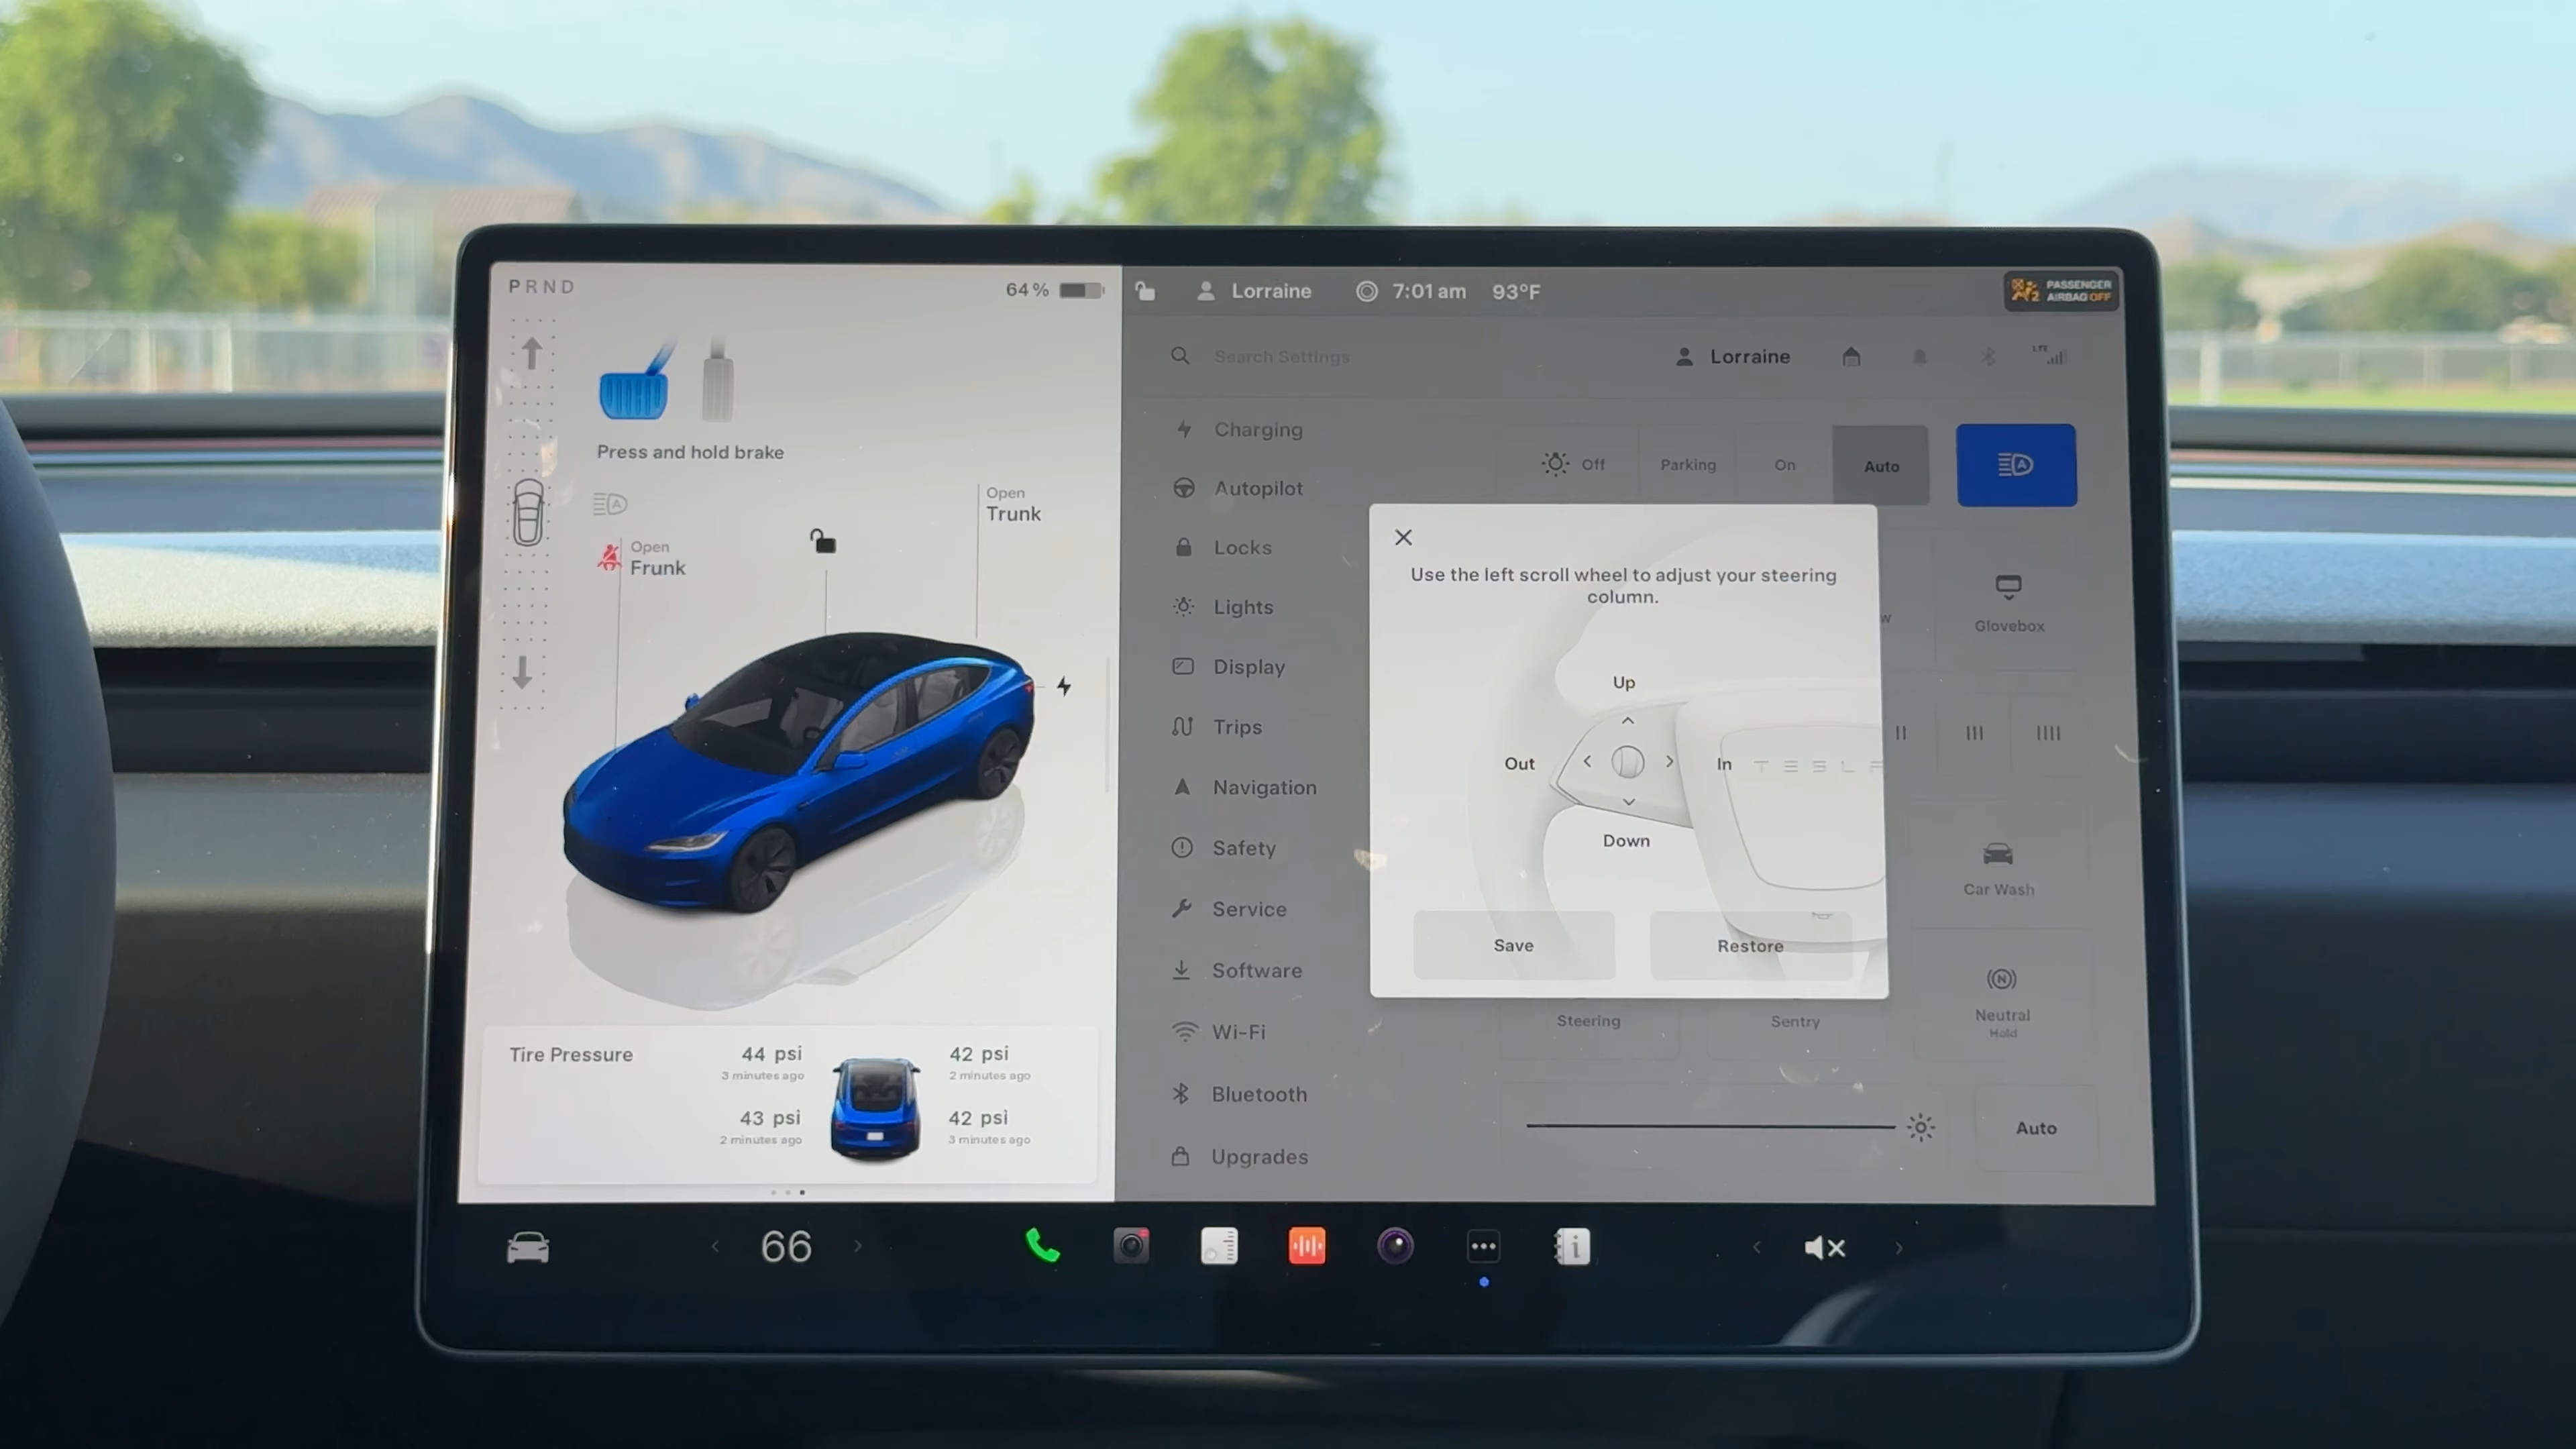 PRND
64 %
Lorraine
7:01 am
93°F
PASSENGER
AIRBAG OFF
Press and hold brake
Open
Trunk
Open
Frunk
Tire Pressure
44 psi
3 minutes ago
42 psi
2 minutes ago
43 psi
2 minutes ago
42 psi
3 minutes ago
Search Settings
Lorraine
LTE
Charging
Autopilot
Locks
Lights
Display
Trips
Navigation
Safety
Service
Software
Wi-Fi
Bluetooth
Upgrades
Off
Parking
On
Auto
Glovebox
Use the left scroll wheel to adjust your steering
column.
Up
Out
In
TESL
Down
Save
Restore
Car Wash
Steering
Sentry
Neutral
Hold
Auto
66